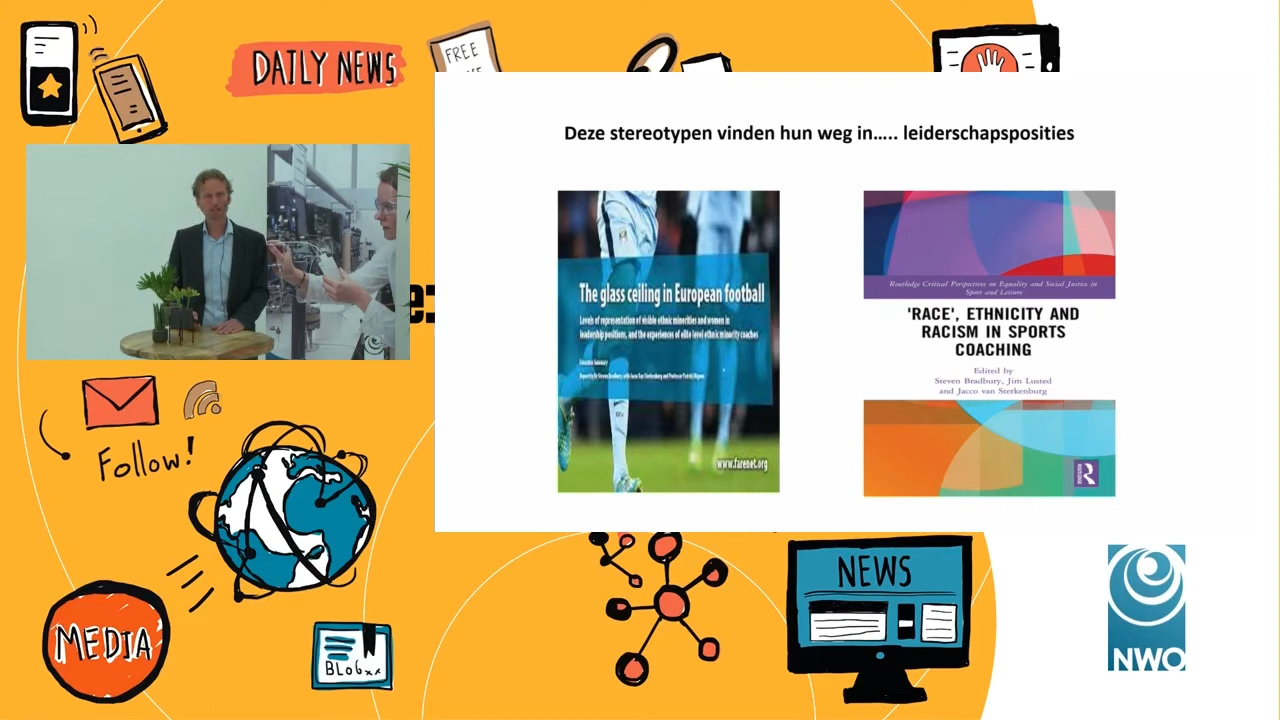 DAILY NEWS
FREE
Deze stereotypen vinden hun weg in..... leiderschapsposities
The glass ceiling in European football
Levels of representation of visible ethnic minorities and women in
leadership positions, and the experiences of elite level ethnic minority coaches
Executive Summary
www.farenet.org
Routledge Critical Perspectives on Equality and Social Justice in
Sport and Leisure
'RACE', ETHNICITY AND
RACISM IN SPORTS
COACHING
Edited by
Steven Bradbury, Jim Lusted
and Jacco van Sterkenburg
Follow!
MEDIA
BLOG
NEWS
NWO